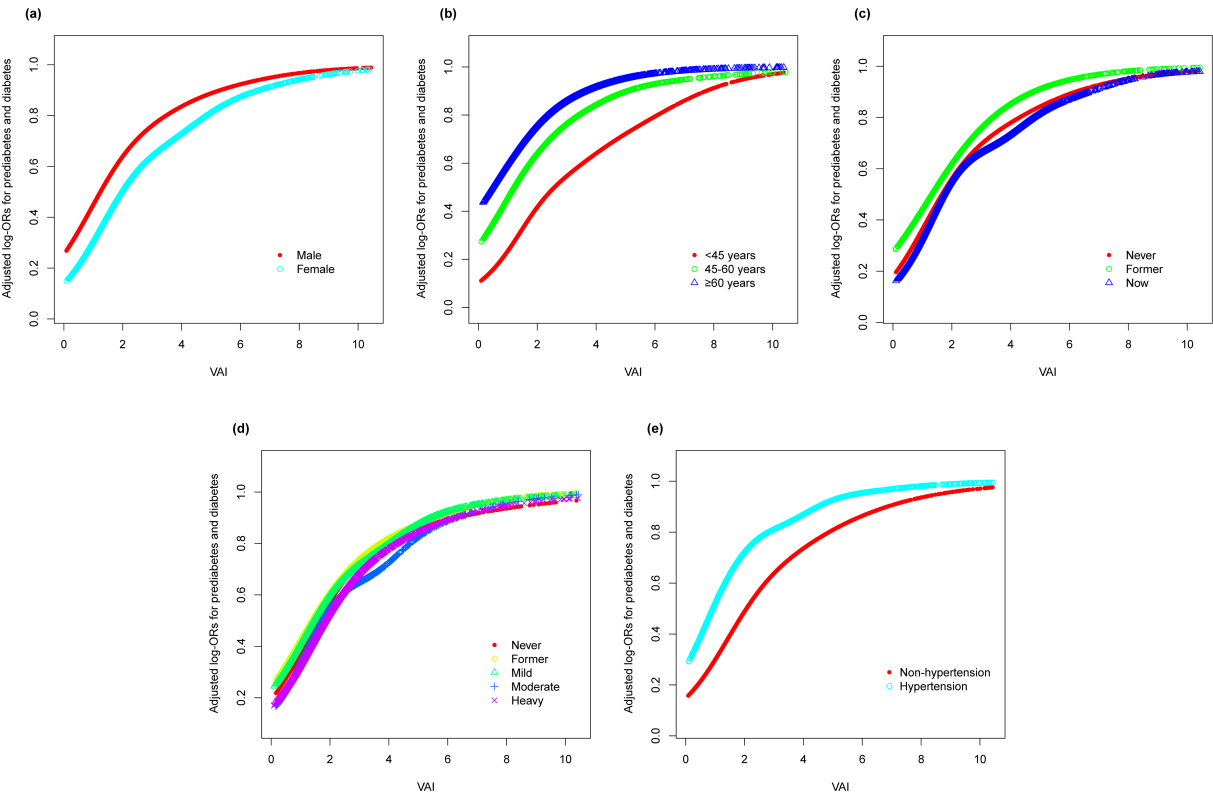 (a)
Adjusted log-ORs for prediabetes and diabetes
1.0
0.8
0.6
0.4
0.2
0.0
Male
Female
0 2 4 6 8 10
VAI
(b)
Adjusted log-ORs for prediabetes and diabetes
1.0
0.8
0.6
0.4
0.2
0.0
<45 years
45-60 years
≥60 years
0 2 4 6 8 10
VAI
(c)
Adjusted log-ORs for prediabetes and diabetes
1.0
0.8
0.6
0.4
0.2
0.0
Never
Former
Now
0 2 4 6 8 10
VAI
(d)
Adjusted log-ORs for prediabetes and diabetes
1.0
0.8
0.6
0.4
0.2
Never
Former
Mild
Moderate
Heavy
0 2 4 6 8 10
VAI
(e)
Adjusted log-ORs for prediabetes and diabetes
1.0
0.8
0.6
0.4
0.2
0.0
Non-hypertension
Hypertension
0 2 4 6 8 10
VAI